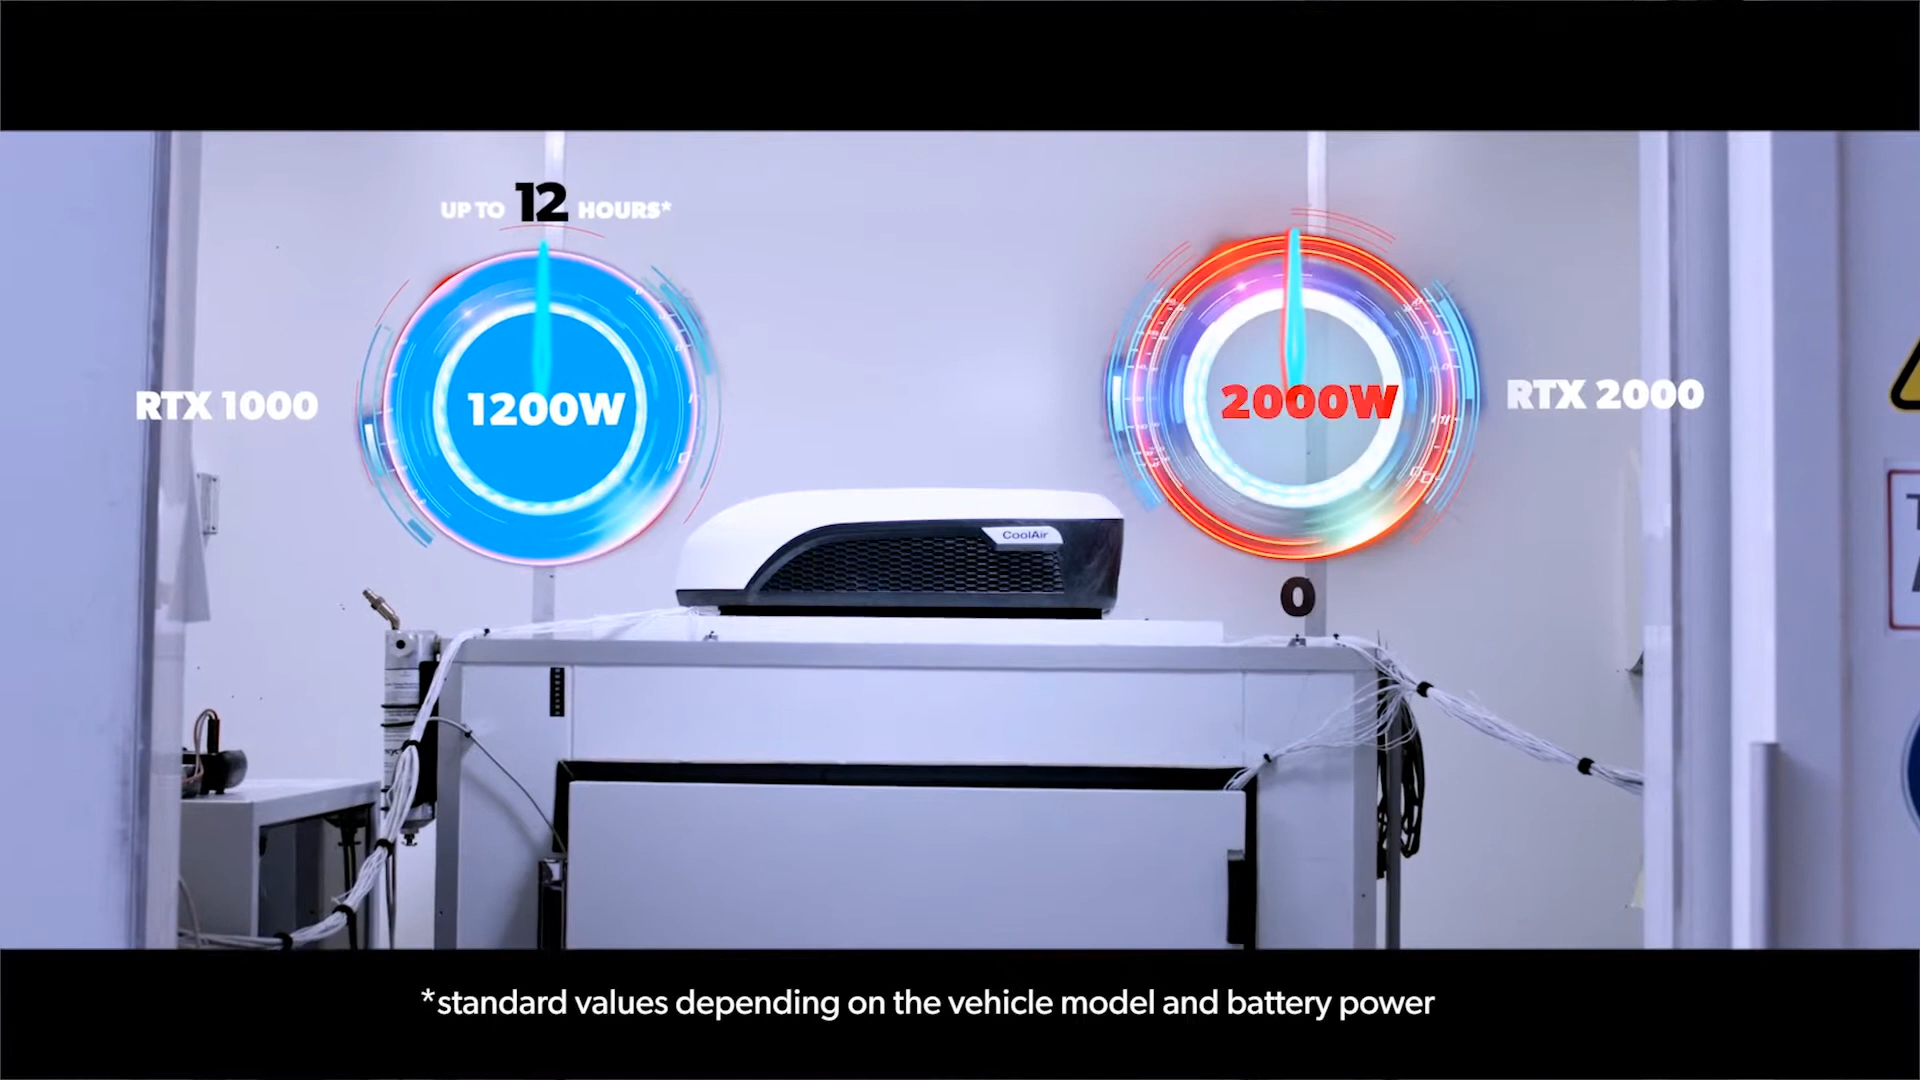 UP TO 12 HOURS*
RTX 1000
1200W
2000W
RTX 2000
CoolAir
0
*standard values depending on the vehicle model and battery power